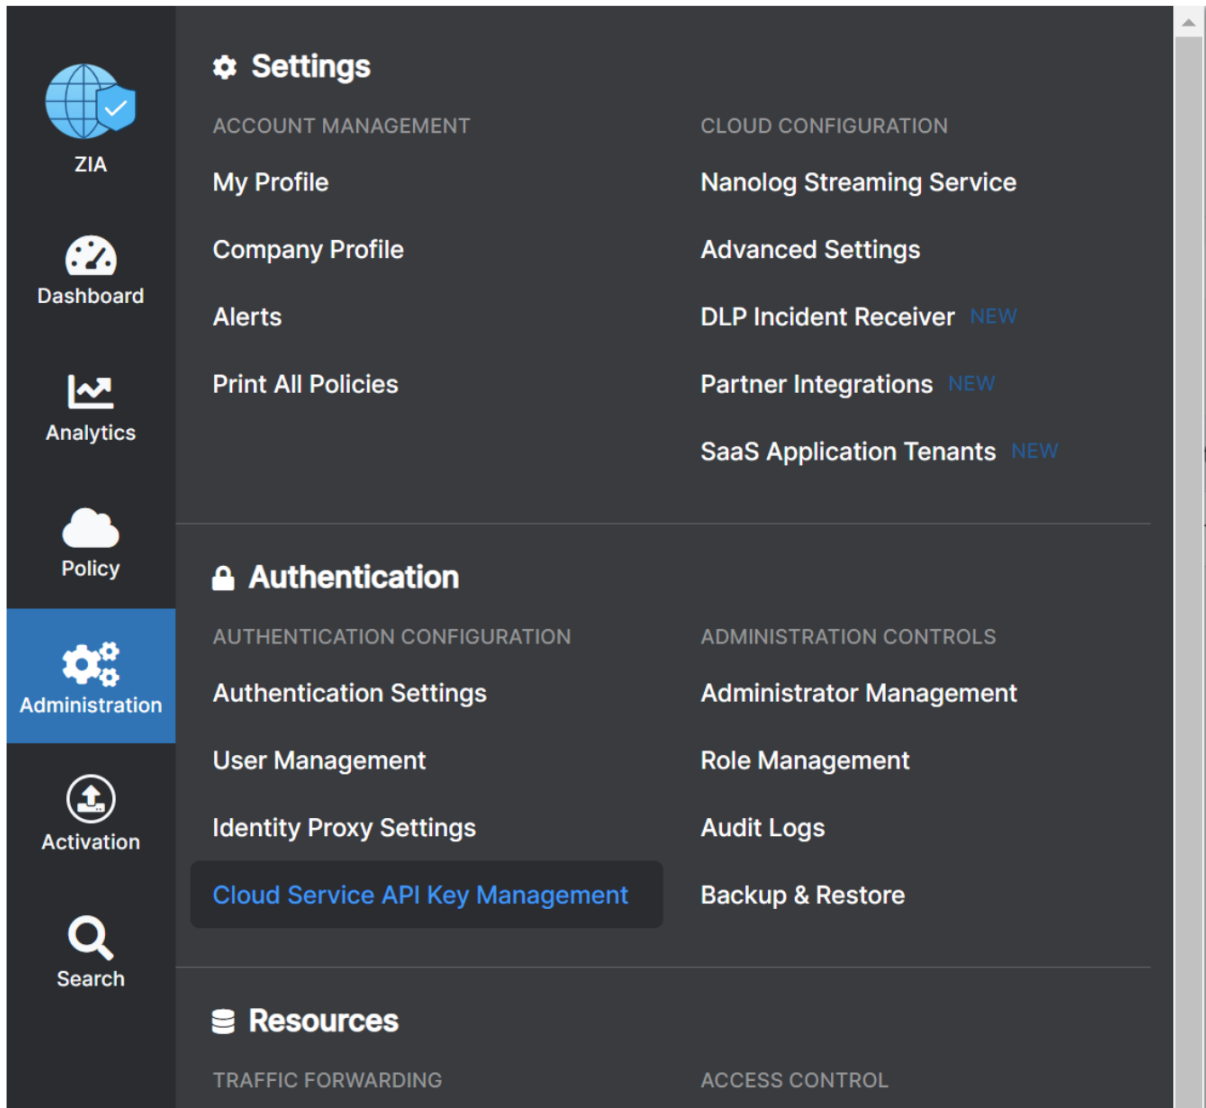 ZIA
Dashboard
Analytics
Policy
Administration
Activation
Search
Settings
ACCOUNT MANAGEMENT
My Profile
Company Profile
Alerts
Print All Policies
CLOUD CONFIGURATION
Nanolog Streaming Service
Advanced Settings
DLP Incident Receiver NEW
Partner Integrations NEW
SaaS Application Tenants NEW
Authentication
AUTHENTICATION CONFIGURATION
Authentication Settings
User Management
Identity Proxy Settings
Cloud Service API Key Management
ADMINISTRATION CONTROLS
Administrator Management
Role Management
Audit Logs
Backup & Restore
Resources
TRAFFIC FORWARDING
ACCESS CONTROL